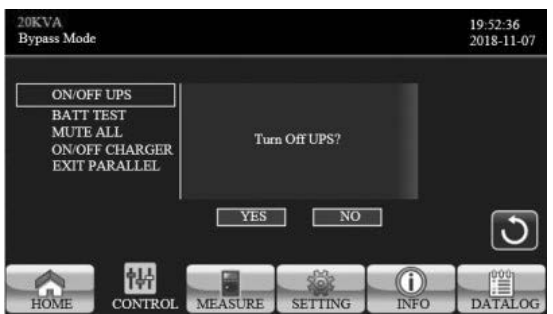 20KVA
Bypass Mode
19:52:36
2018-11-07
ON/OFF UPS
BATT TEST
MUTE ALL
ON/OFF CHARGER
EXIT PARALLEL
Turn Off UPS?
YES NO
HOME CONTROL MEASURE SETTING INFO DATALOG